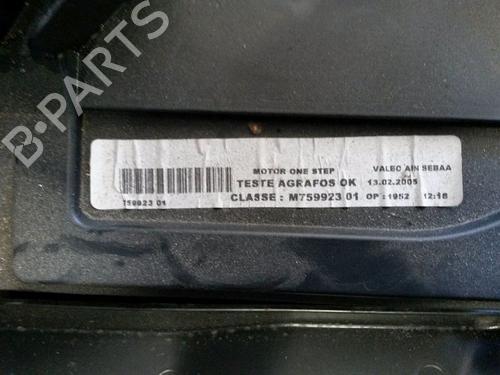 B-PARTS
MOTOR ONE STEP VALEO AIN SEBAA
TESTE AGRAFOS OK 13.02.2005
759923 01 CLASSE : M759923 01 OP : 1952 12:18